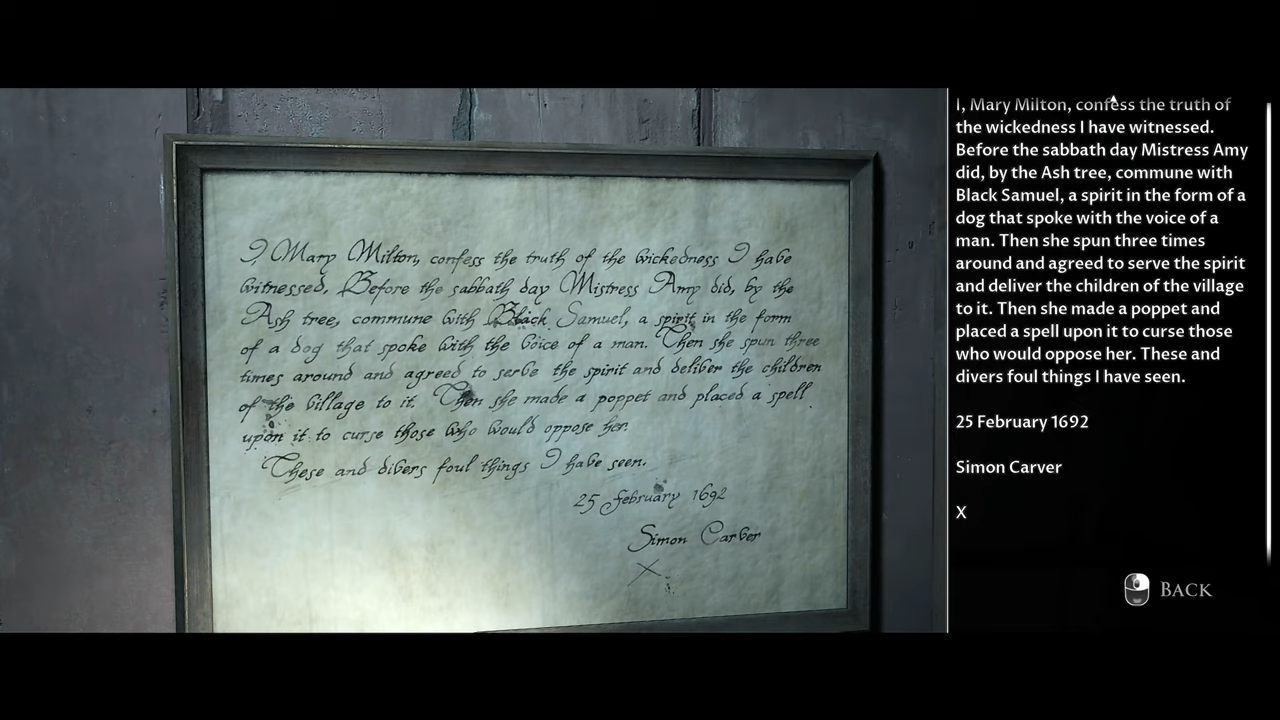 I Mary Milton, confess the truth of the wickedness I have
witnessed. Before the sabbath day Mistress Amy did, by the
Ash tree, commune with Black Samuel, a spirit in the form
of a dog that spoke with the voice of a man. Then she spun three
times around and agreed to serve the spirit and deliver the children
of the village to it. Then she made a poppet and placed a spell
upon it to curse those who would oppose her.
These and divers foul things I have seen.
25 February 1692
Simon Carver
X
I, Mary Milton, confess the truth of
the wickedness I have witnessed.
Before the sabbath day Mistress Amy
did, by the Ash tree, commune with
Black Samuel, a spirit in the form of a
dog that spoke with the voice of a
man. Then she spun three times
around and agreed to serve the spirit
and deliver the children of the village
to it. Then she made a poppet and
placed a spell upon it to curse those
who would oppose her. These and
divers foul things I have seen.
25 February 1692
Simon Carver
X
BACK